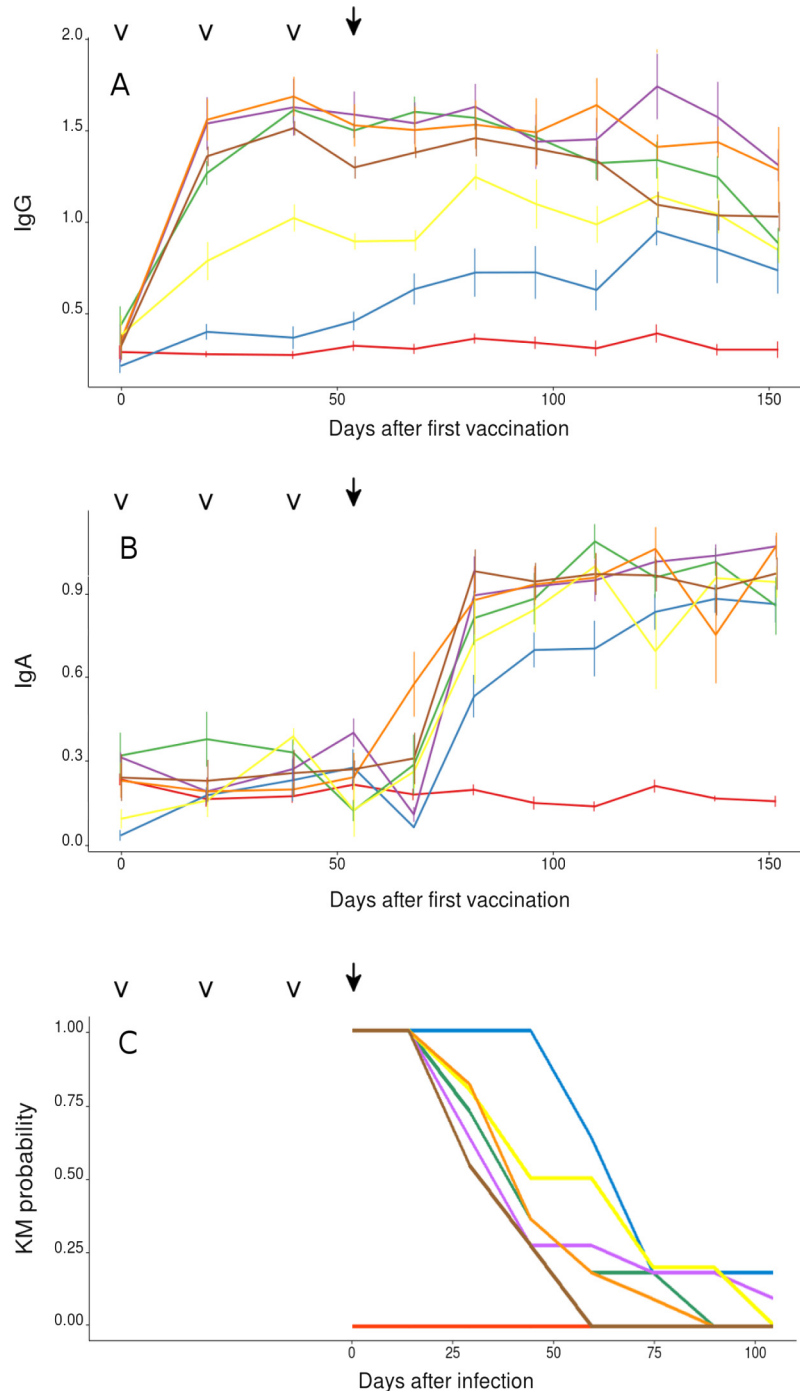 V V V
2.0
A
1.5
IgG
1.0
0.5
0 50 100 150
Days after first vaccination
V V V
B
0.9
IgA
0.6
0.3
0.0
0 50 100 150
Days after first vaccination
V V V
1.00
C
0.75
KM probability
0.50
0.25
0.00
0 25 50 75 100
Days after infection